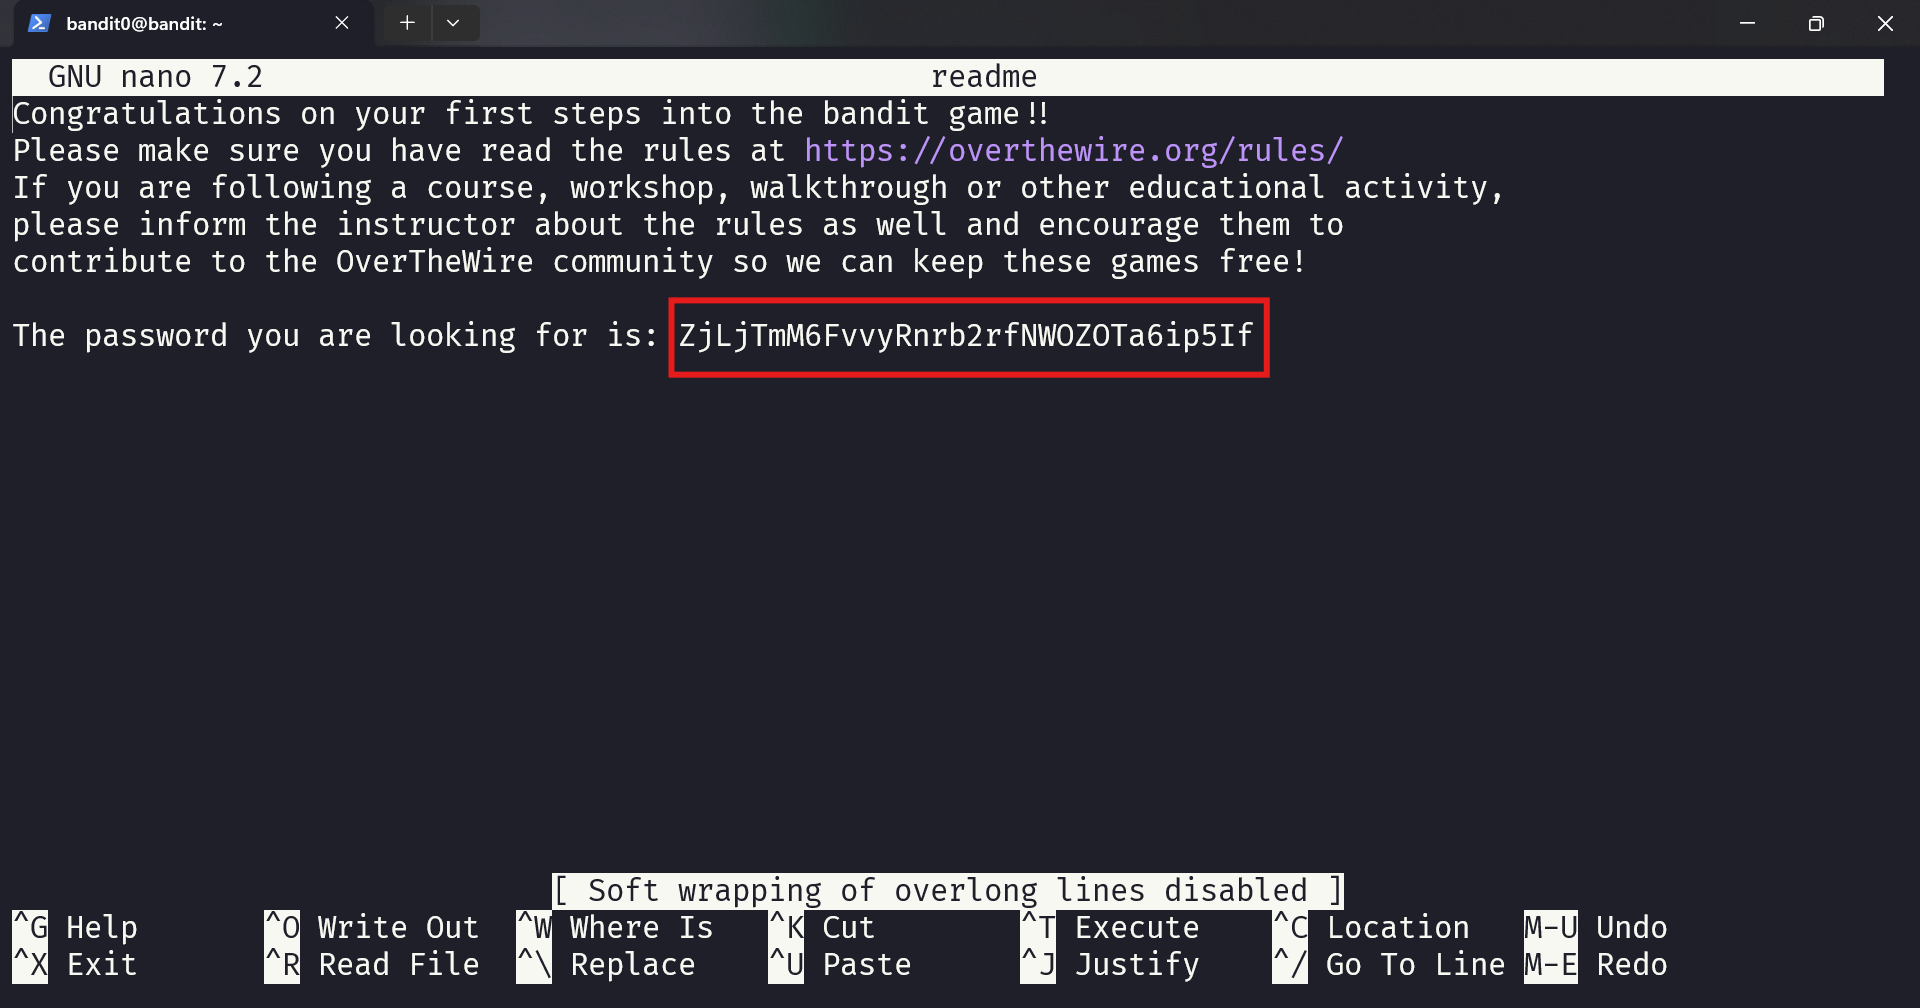 bandit0@bandit: ~
GNU nano 7.2 readme
Congratulations on your first steps into the bandit game!!
Please make sure you have read the rules at https://overthewire.org/rules/
If you are following a course, workshop, walkthrough or other educational activity,
please inform the instructor about the rules as well and encourage them to
contribute to the OverTheWire community so we can keep these games free!
The password you are looking for is: ZjLjTmM6FvvyRnrb2rfNWOZOTa6ip5If
[ Soft wrapping of overlong lines disabled ]
^G Help ^O Write Out ^W Where Is ^K Cut ^T Execute ^C Location M-U Undo
^X Exit ^R Read File ^\ Replace ^U Paste ^J Justify ^/ Go To Line M-E Redo